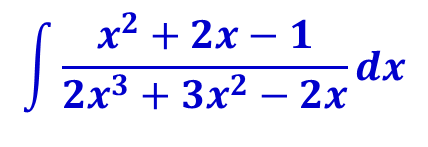 ∫ (x² + 2x − 1) / (2x³ + 3x² − 2x) dx